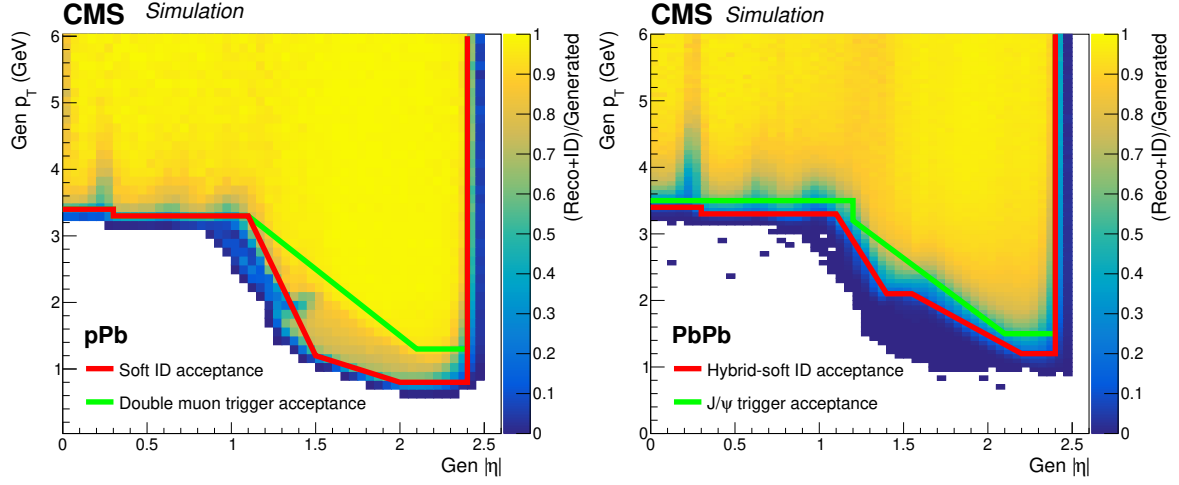 CMS Simulation
Gen p_T (GeV)
6
5
4
3
2
1
pPb
Soft ID acceptance
Double muon trigger acceptance
0 0.5 1 1.5 2 2.5
Gen |η|
1
0.9
0.8
0.7
0.6
0.5
0.4
0.3
0.2
0.1
0
(Reco+ID)/Generated
CMS Simulation
Gen p_T (GeV)
6
5
4
3
2
1
0
PbPb
Hybrid-soft ID acceptance
J/ψ trigger acceptance
0 0.5 1 1.5 2 2.5
Gen |η|
1
0.9
0.8
0.7
0.6
0.5
0.4
0.3
0.2
0.1
0
(Reco+ID)/Generated